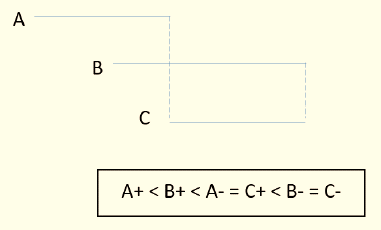 A
B
C
A+ < B+ < A- = C+ < B- = C-